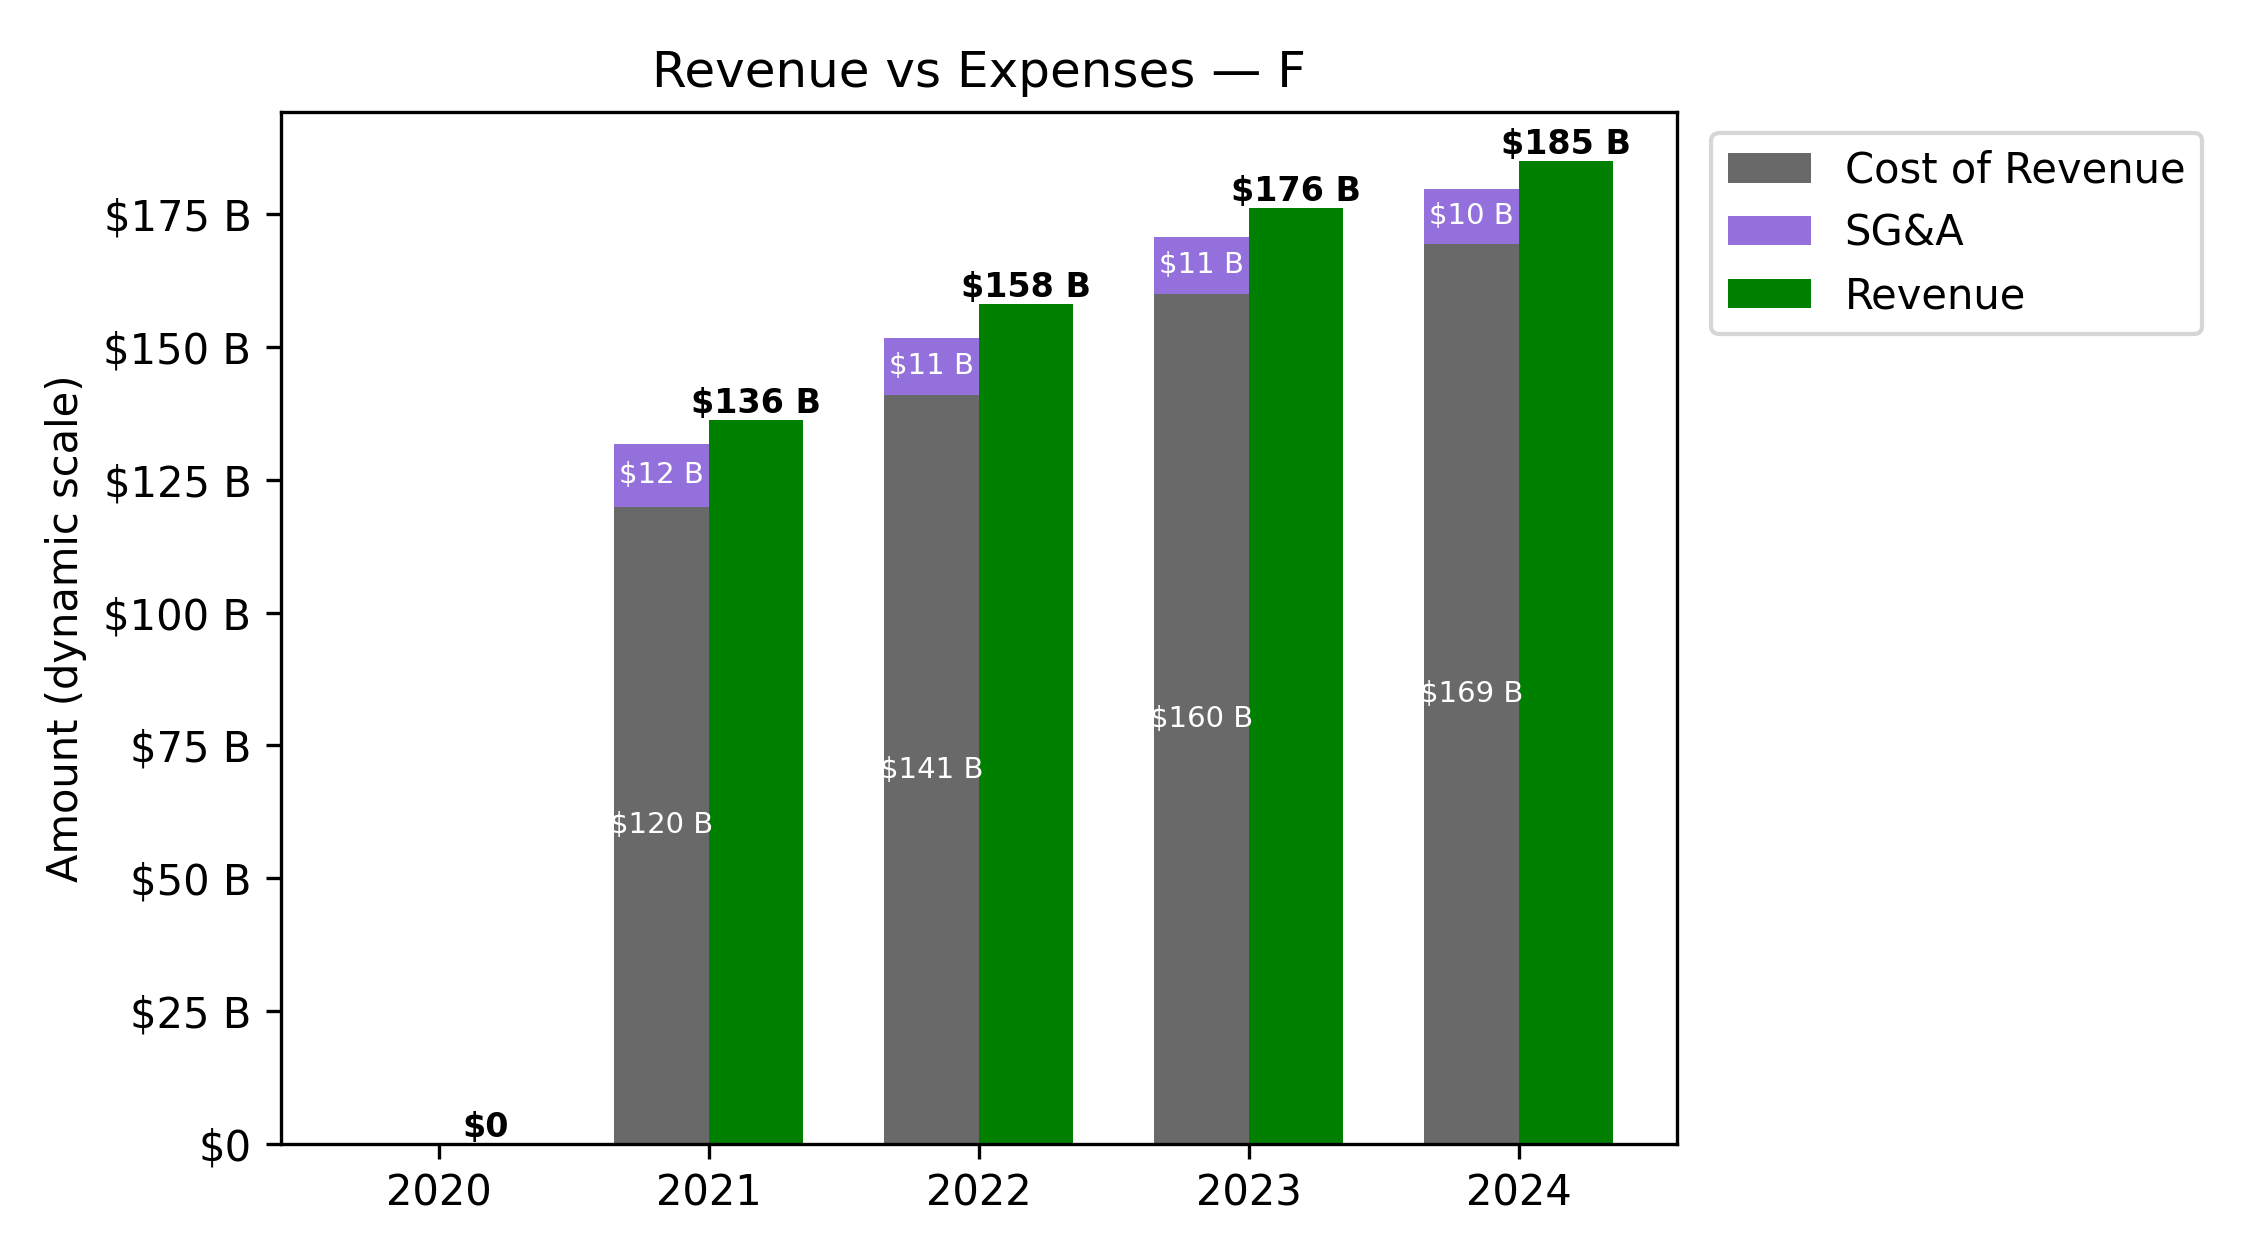 Revenue vs Expenses — F
Cost of Revenue
SG&A
Revenue
Amount (dynamic scale)
$175 B
$150 B
$125 B
$100 B
$75 B
$50 B
$25 B
$0
$0
$12 B
$120 B
$136 B
$11 B
$141 B
$158 B
$11 B
$160 B
$176 B
$10 B
$169 B
$185 B
2020
2021
2022
2023
2024